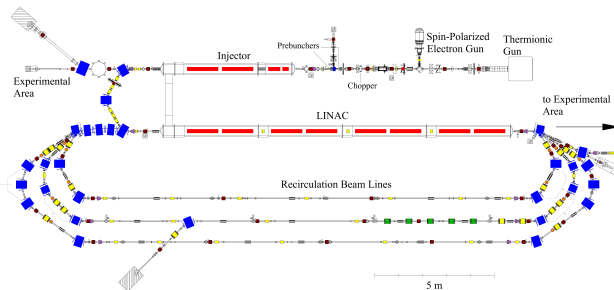 Injector
Prebunchers
Chopper
Spin-Polarized
Electron Gun
Thermionic
Gun
Experimental
Area
LINAC
to Experimental
Area
Recirculation Beam Lines
5 m